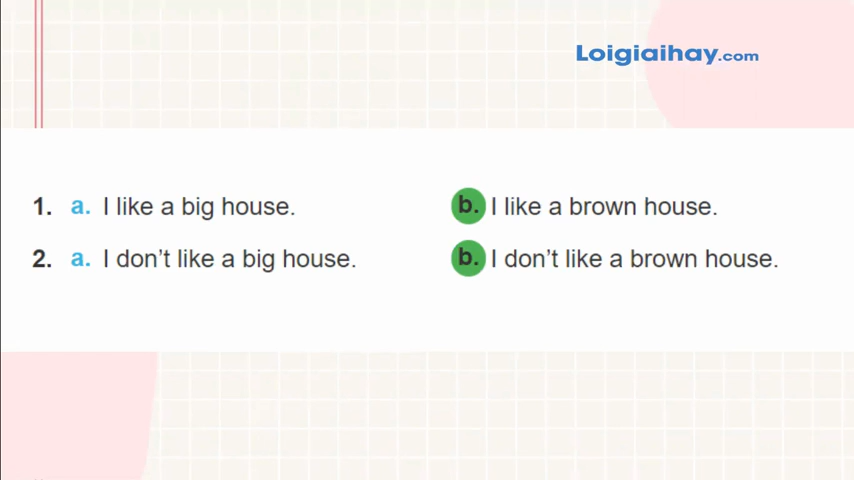 Loigiaihay.com
1. a. I like a big house. b. I like a brown house.
2. a. I don't like a big house. b. I don't like a brown house.